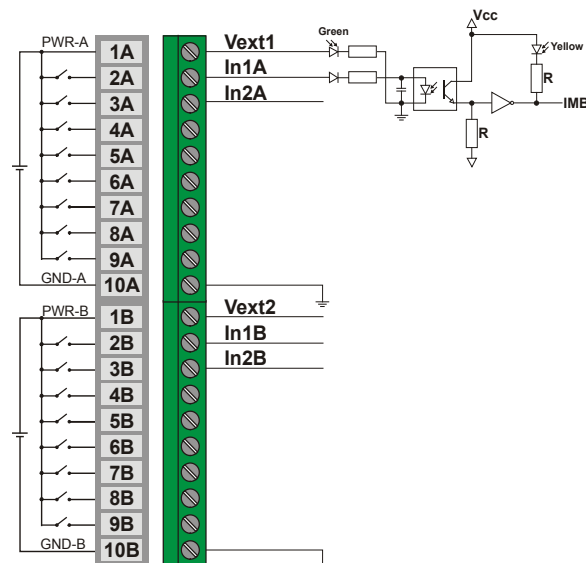 PWR-A
1A
2A
3A
4A
5A
6A
7A
8A
9A
GND-A
10A
PWR-B
1B
2B
3B
4B
5B
6B
7B
8B
9B
GND-B
10B
Vext1
In1A
In2A
Vext2
In1B
In2B
Green
Vcc
Yellow
R
IMB
R